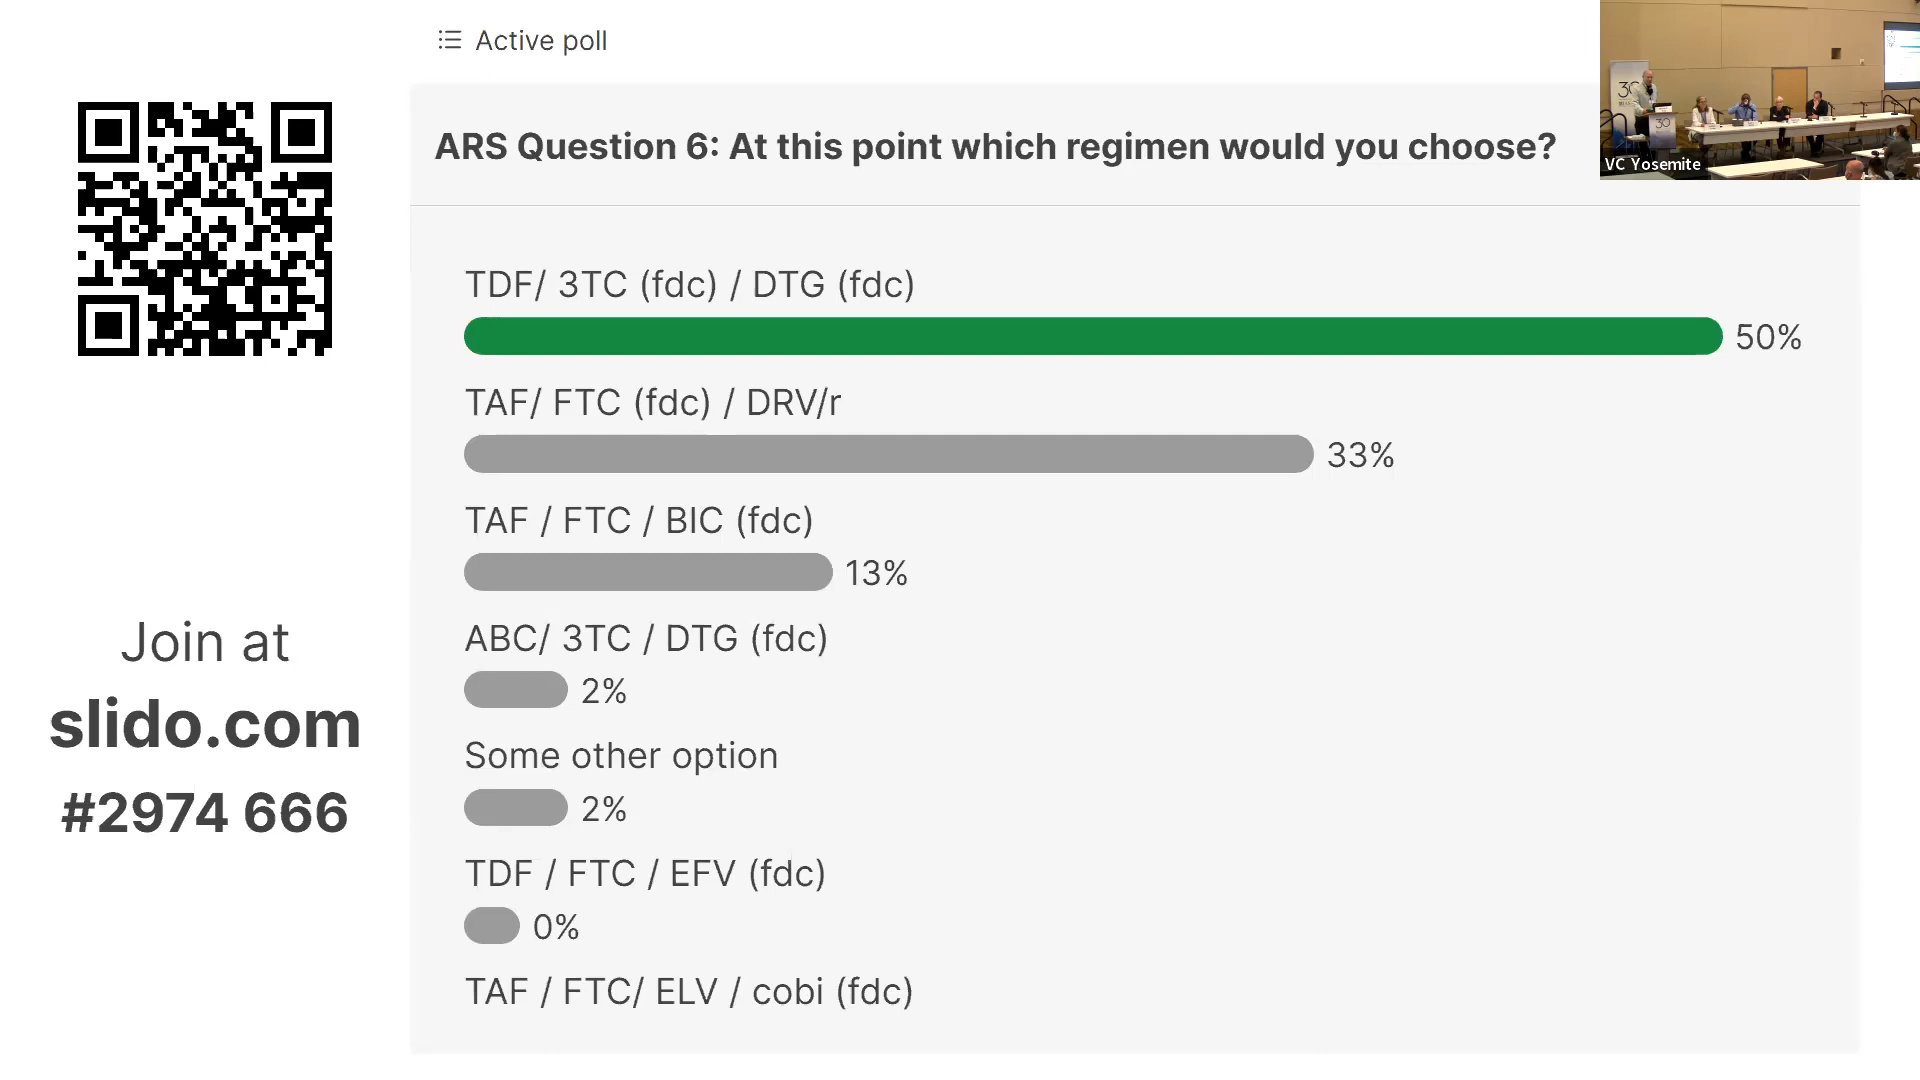 Active poll
ARS Question 6: At this point which regimen would you choose?
TDF/ 3TC (fdc) / DTG (fdc)
50%
TAF/ FTC (fdc) / DRV/r
33%
TAF / FTC / BIC (fdc)
13%
ABC/ 3TC / DTG (fdc)
2%
Some other option
2%
TDF / FTC / EFV (fdc)
0%
TAF / FTC/ ELV / cobi (fdc)
Join at
slido.com
#2974 666
30
30
VC Yosemite